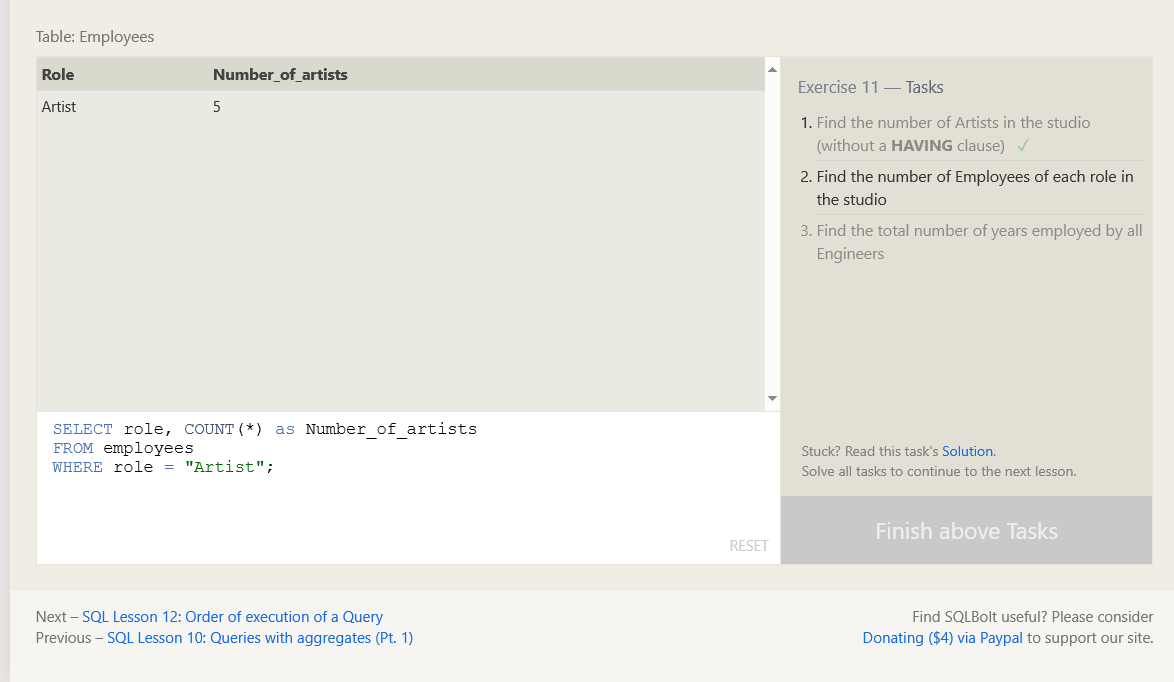 Table: Employees
Role Number_of_artists
Artist 5
SELECT role, COUNT(*) as Number_of_artists
FROM employees
WHERE role = "Artist";
RESET
Exercise 11 — Tasks
1. Find the number of Artists in the studio
(without a HAVING clause) ✓
2. Find the number of Employees of each role in
the studio
3. Find the total number of years employed by all
Engineers
Stuck? Read this task's Solution.
Solve all tasks to continue to the next lesson.
Finish above Tasks
Next – SQL Lesson 12: Order of execution of a Query
Previous – SQL Lesson 10: Queries with aggregates (Pt. 1)
Find SQLBolt useful? Please consider
Donating ($4) via Paypal to support our site.